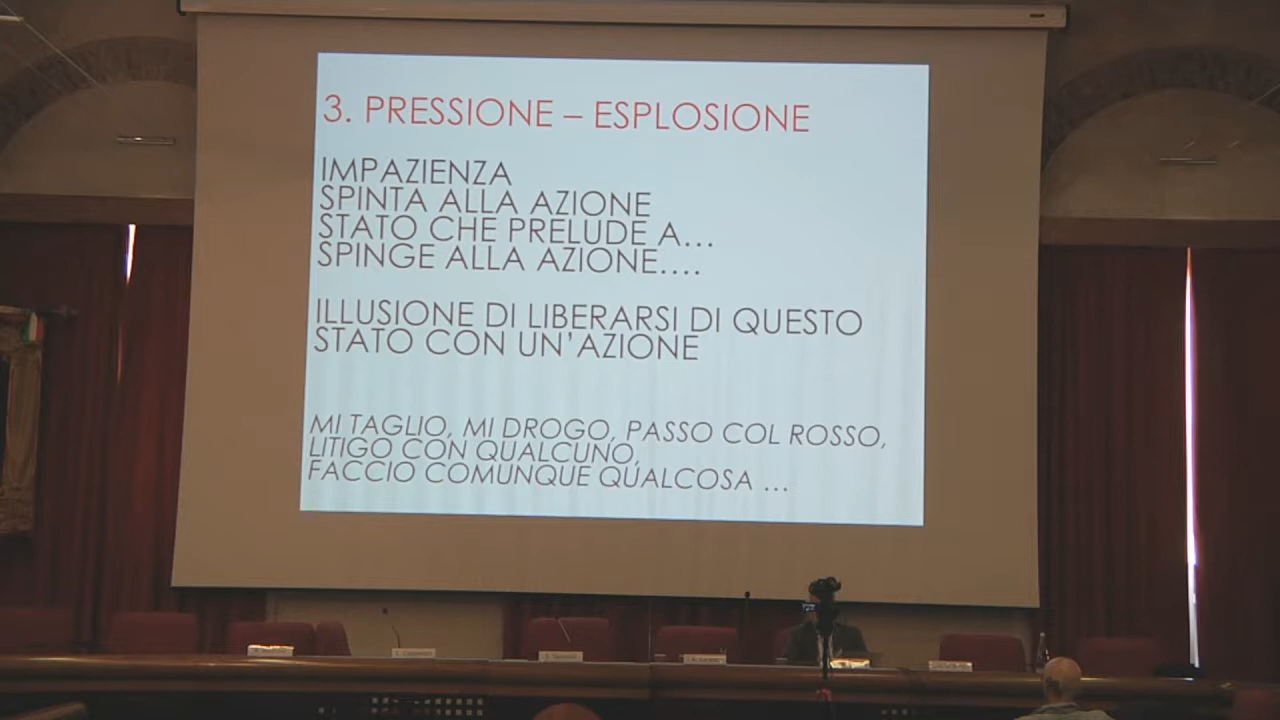 3. PRESSIONE – ESPLOSIONE
IMPAZIENZA
SPINTA ALLA AZIONE
STATO CHE PRELUDE A...
SPINGE ALLA AZIONE....
ILLUSIONE DI LIBERARSI DI QUESTO
STATO CON UN'AZIONE
MI TAGLIO, MI DROGO, PASSO COL ROSSO,
LITIGO CON QUALCUNO,
FACCIO COMUNQUE QUALCOSA ...